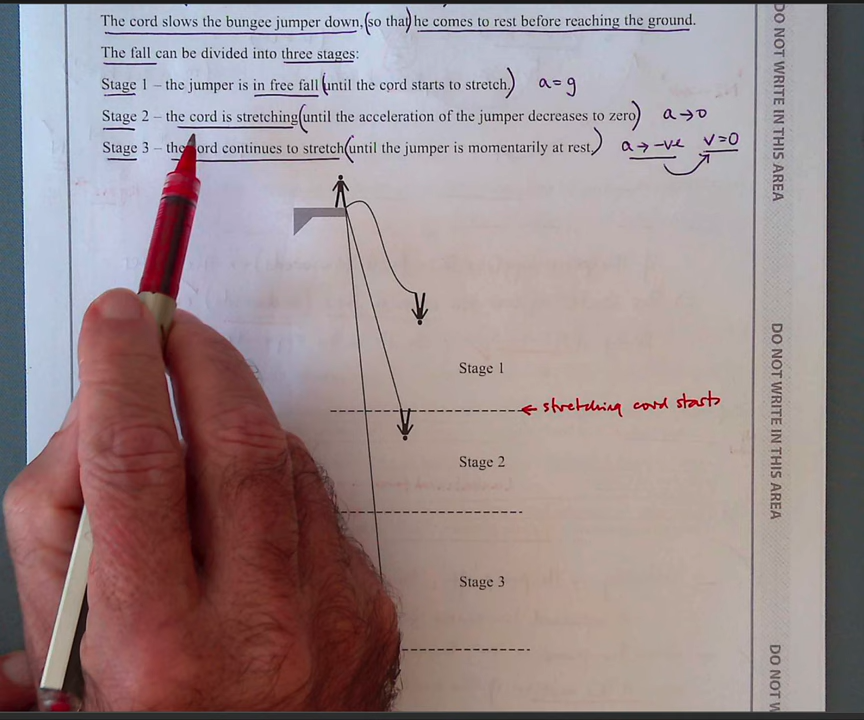 The cord slows the bungee jumper down, (so that) he comes to rest before reaching the ground.
The fall can be divided into three stages:
Stage 1 – the jumper is in free fall (until the cord starts to stretch.) a=g
Stage 2 – the cord is stretching (until the acceleration of the jumper decreases to zero) a→0
Stage 3 – the cord continues to stretch (until the jumper is momentarily at rest.) a→-ve v=0
Stage 1
← stretching cord starts
Stage 2
Stage 3
DO NOT WRITE IN THIS AREA
DO NOT WRITE IN THIS AREA
DO NOT W